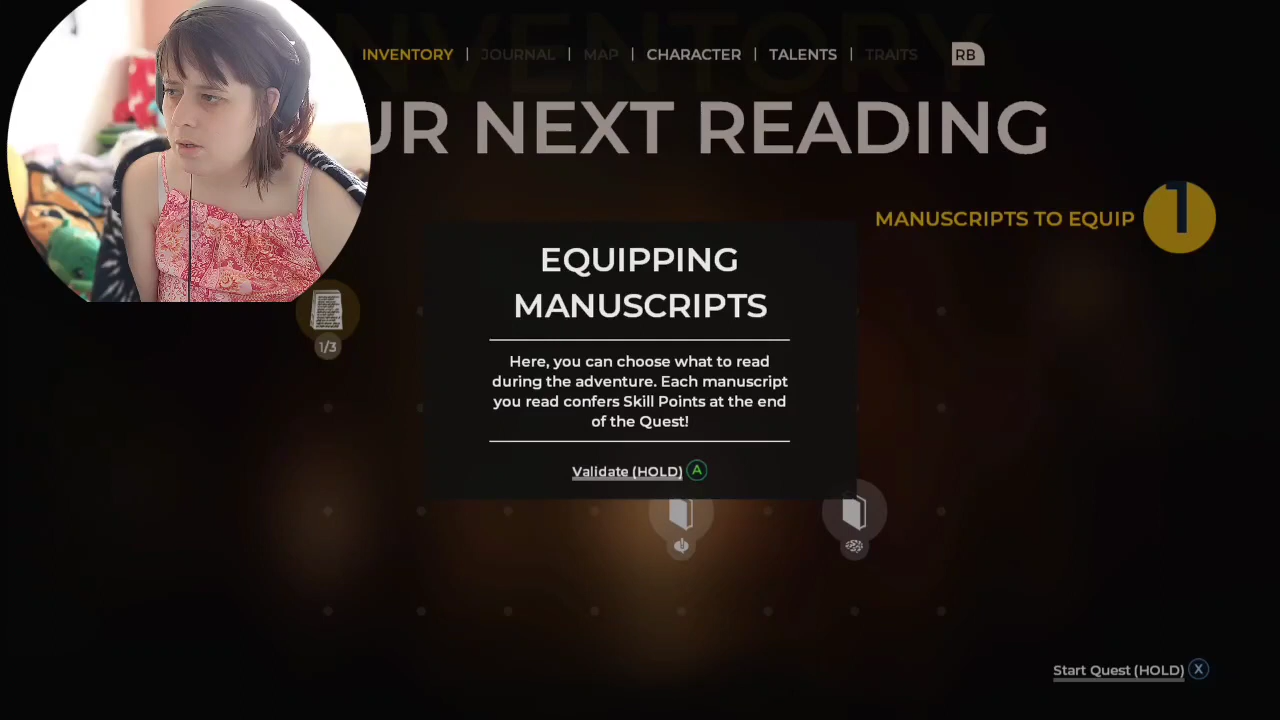 INVENTORY | JOURNAL | MAP | CHARACTER | TALENTS | TRAITS RB
UR NEXT READING
MANUSCRIPTS TO EQUIP 1
EQUIPPING
MANUSCRIPTS
1/3
Here, you can choose what to read
during the adventure. Each manuscript
you read confers Skill Points at the end
of the Quest!
Validate (HOLD) A
Start Quest (HOLD) X